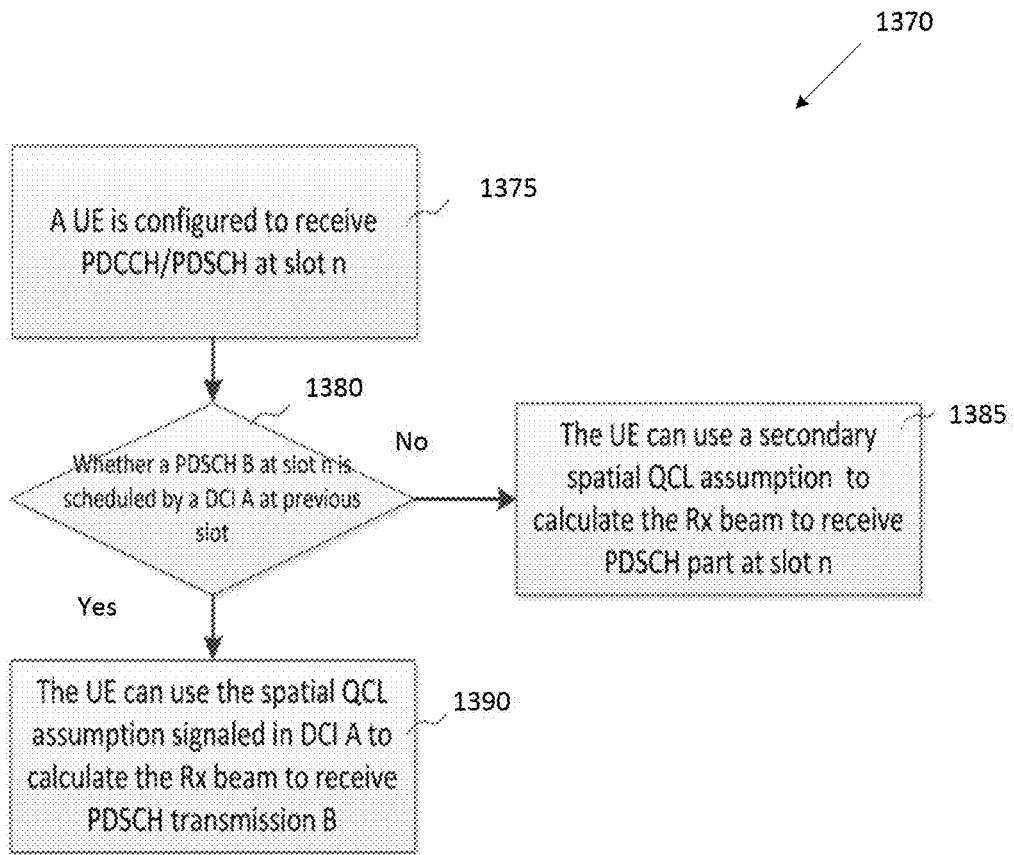 1370
A UE is configured to receive
PDCCH/PDSCH at slot n
1375
1380
Whether a PDSCH B at slot n is
scheduled by a DCI A at previous
slot
No
The UE can use a secondary
spatial QCL assumption to
calculate the Rx beam to receive
PDSCH part at slot n
1385
Yes
The UE can use the spatial QCL
assumption signaled in DCI A to
calculate the Rx beam to receive
PDSCH transmission B
1390